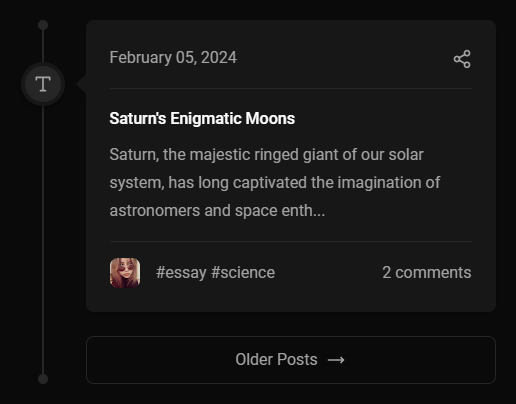 February 05, 2024
T
Saturn's Enigmatic Moons
Saturn, the majestic ringed giant of our solar
system, has long captivated the imagination of
astronomers and space enth...
#essay #science 2 comments
Older Posts →